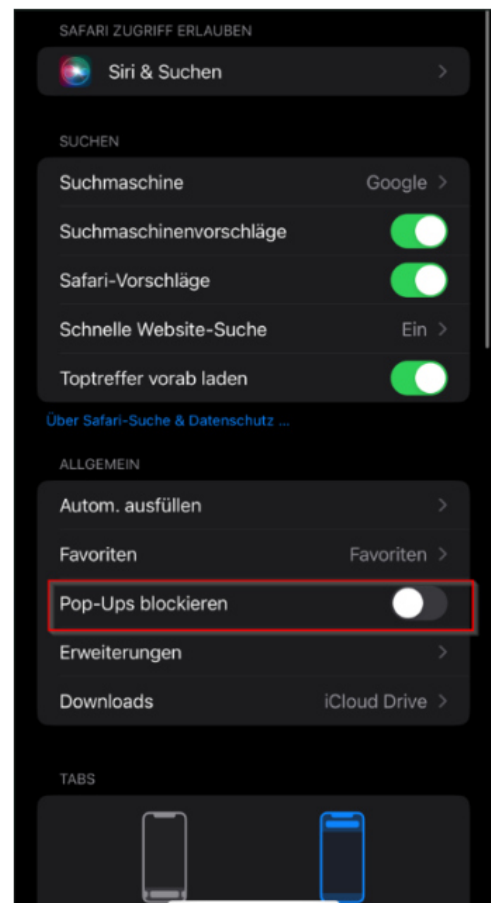 SAFARI ZUGRIFF ERLAUBEN
Siri & Suchen
SUCHEN
Suchmaschine Google
Suchmaschinenvorschläge
Safari-Vorschläge
Schnelle Website-Suche Ein
Toptreffer vorab laden
Über Safari-Suche & Datenschutz ...
ALLGEMEIN
Autom. ausfüllen
Favoriten Favoriten
Pop-Ups blockieren
Erweiterungen
Downloads iCloud Drive
TABS